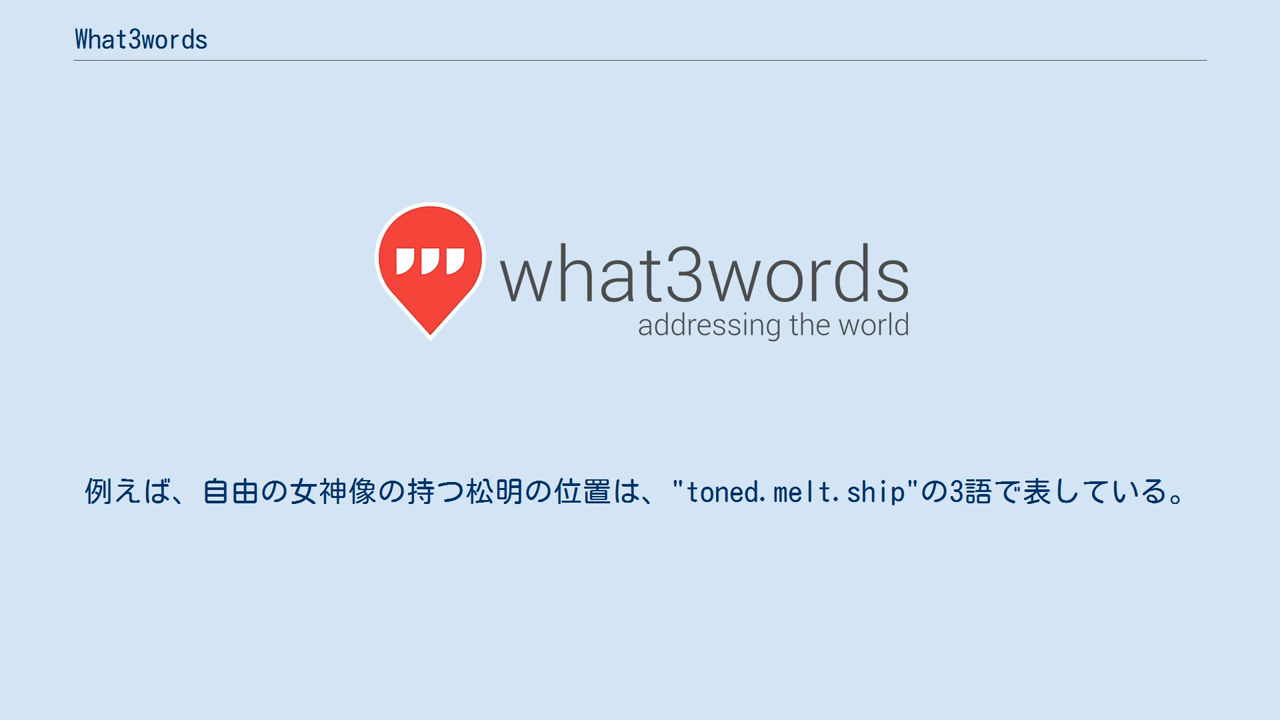 What3words
what3words
addressing the world
例えば、自由の女神像の持つ松明の位置は、"toned.melt.ship"の3語で表している。